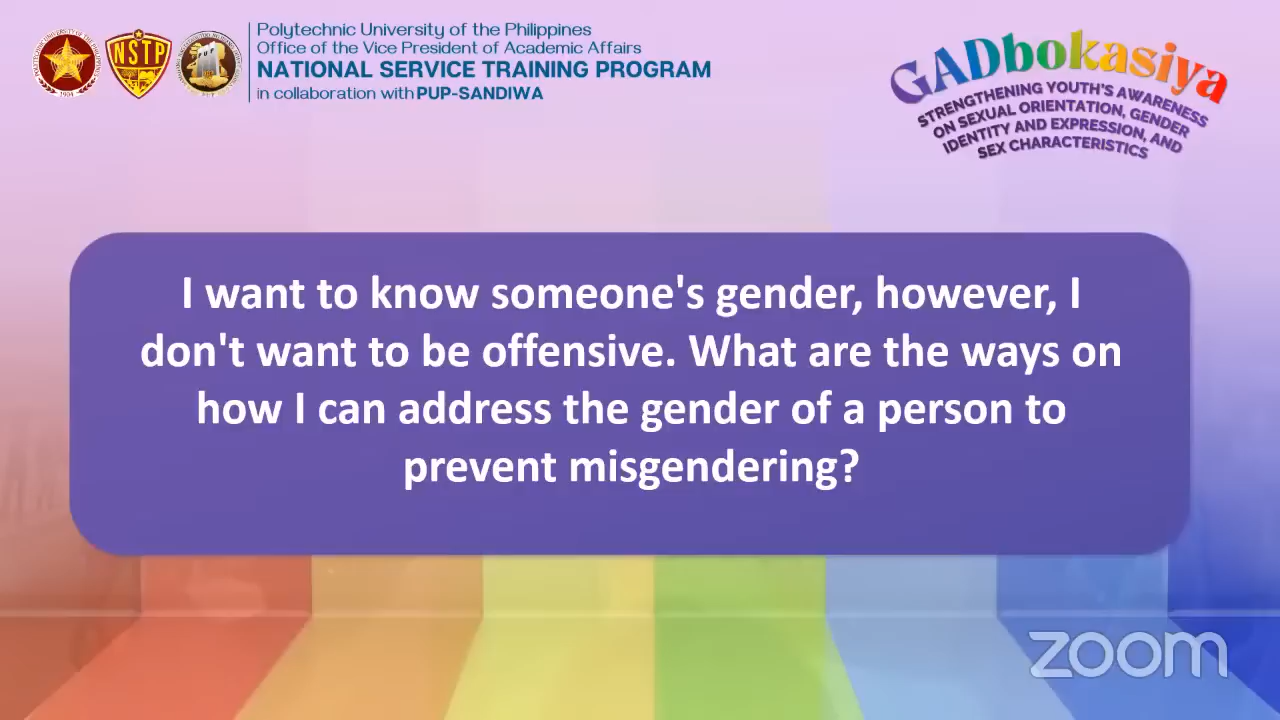 Polytechnic University of the Philippines
Office of the Vice President of Academic Affairs
NATIONAL SERVICE TRAINING PROGRAM
in collaboration with PUP-SANDIWA
NSTP
1904
GADbokasiya
STRENGTHENING YOUTH'S AWARENESS
ON SEXUAL ORIENTATION, GENDER
IDENTITY AND EXPRESSION, AND
SEX CHARACTERISTICS
I want to know someone's gender, however, I
don't want to be offensive. What are the ways on
how I can address the gender of a person to
prevent misgendering?
zoom